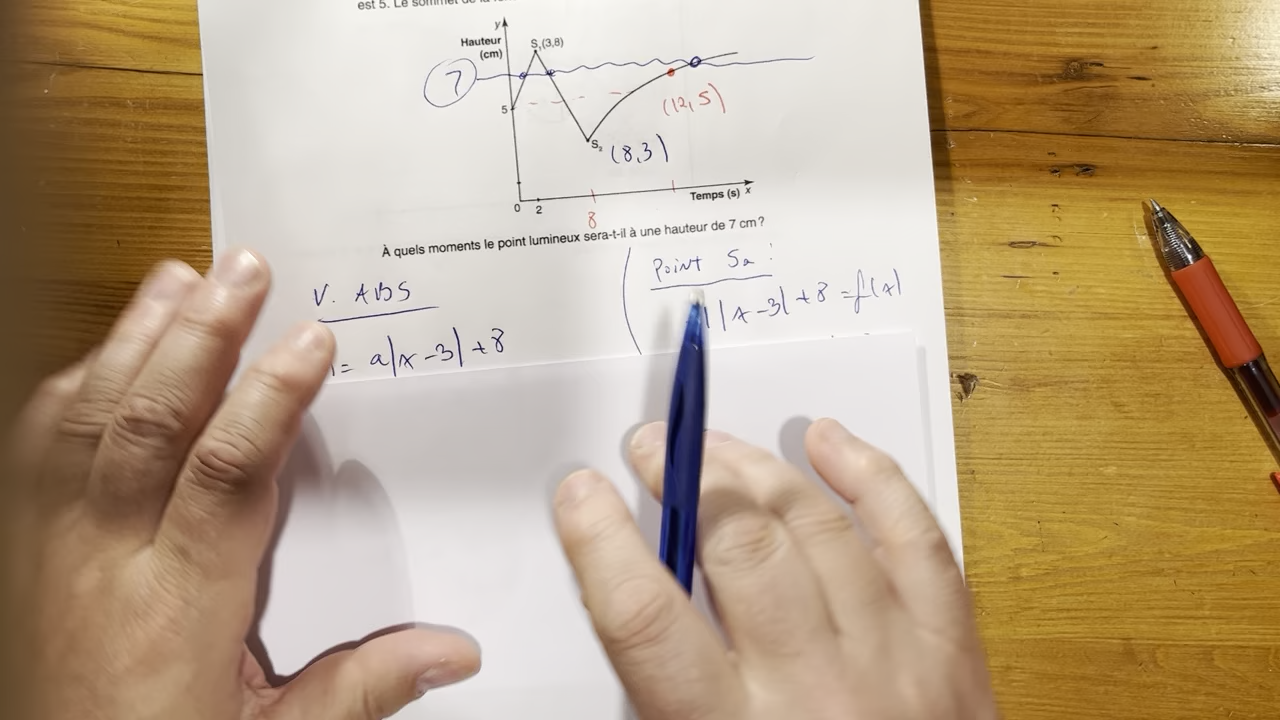 est 5. Le sommet de la
y
Hauteur
(cm)
S₁(3,8)
7
5
(12, 5)
S₂
(8,3)
0
2
8
Temps (s)
x
À quels moments le point lumineux sera-t-il à une hauteur de 7 cm?
V. ABS
= a|x-3| +8
Point S₂ :
|x-3| +8 = f(x)